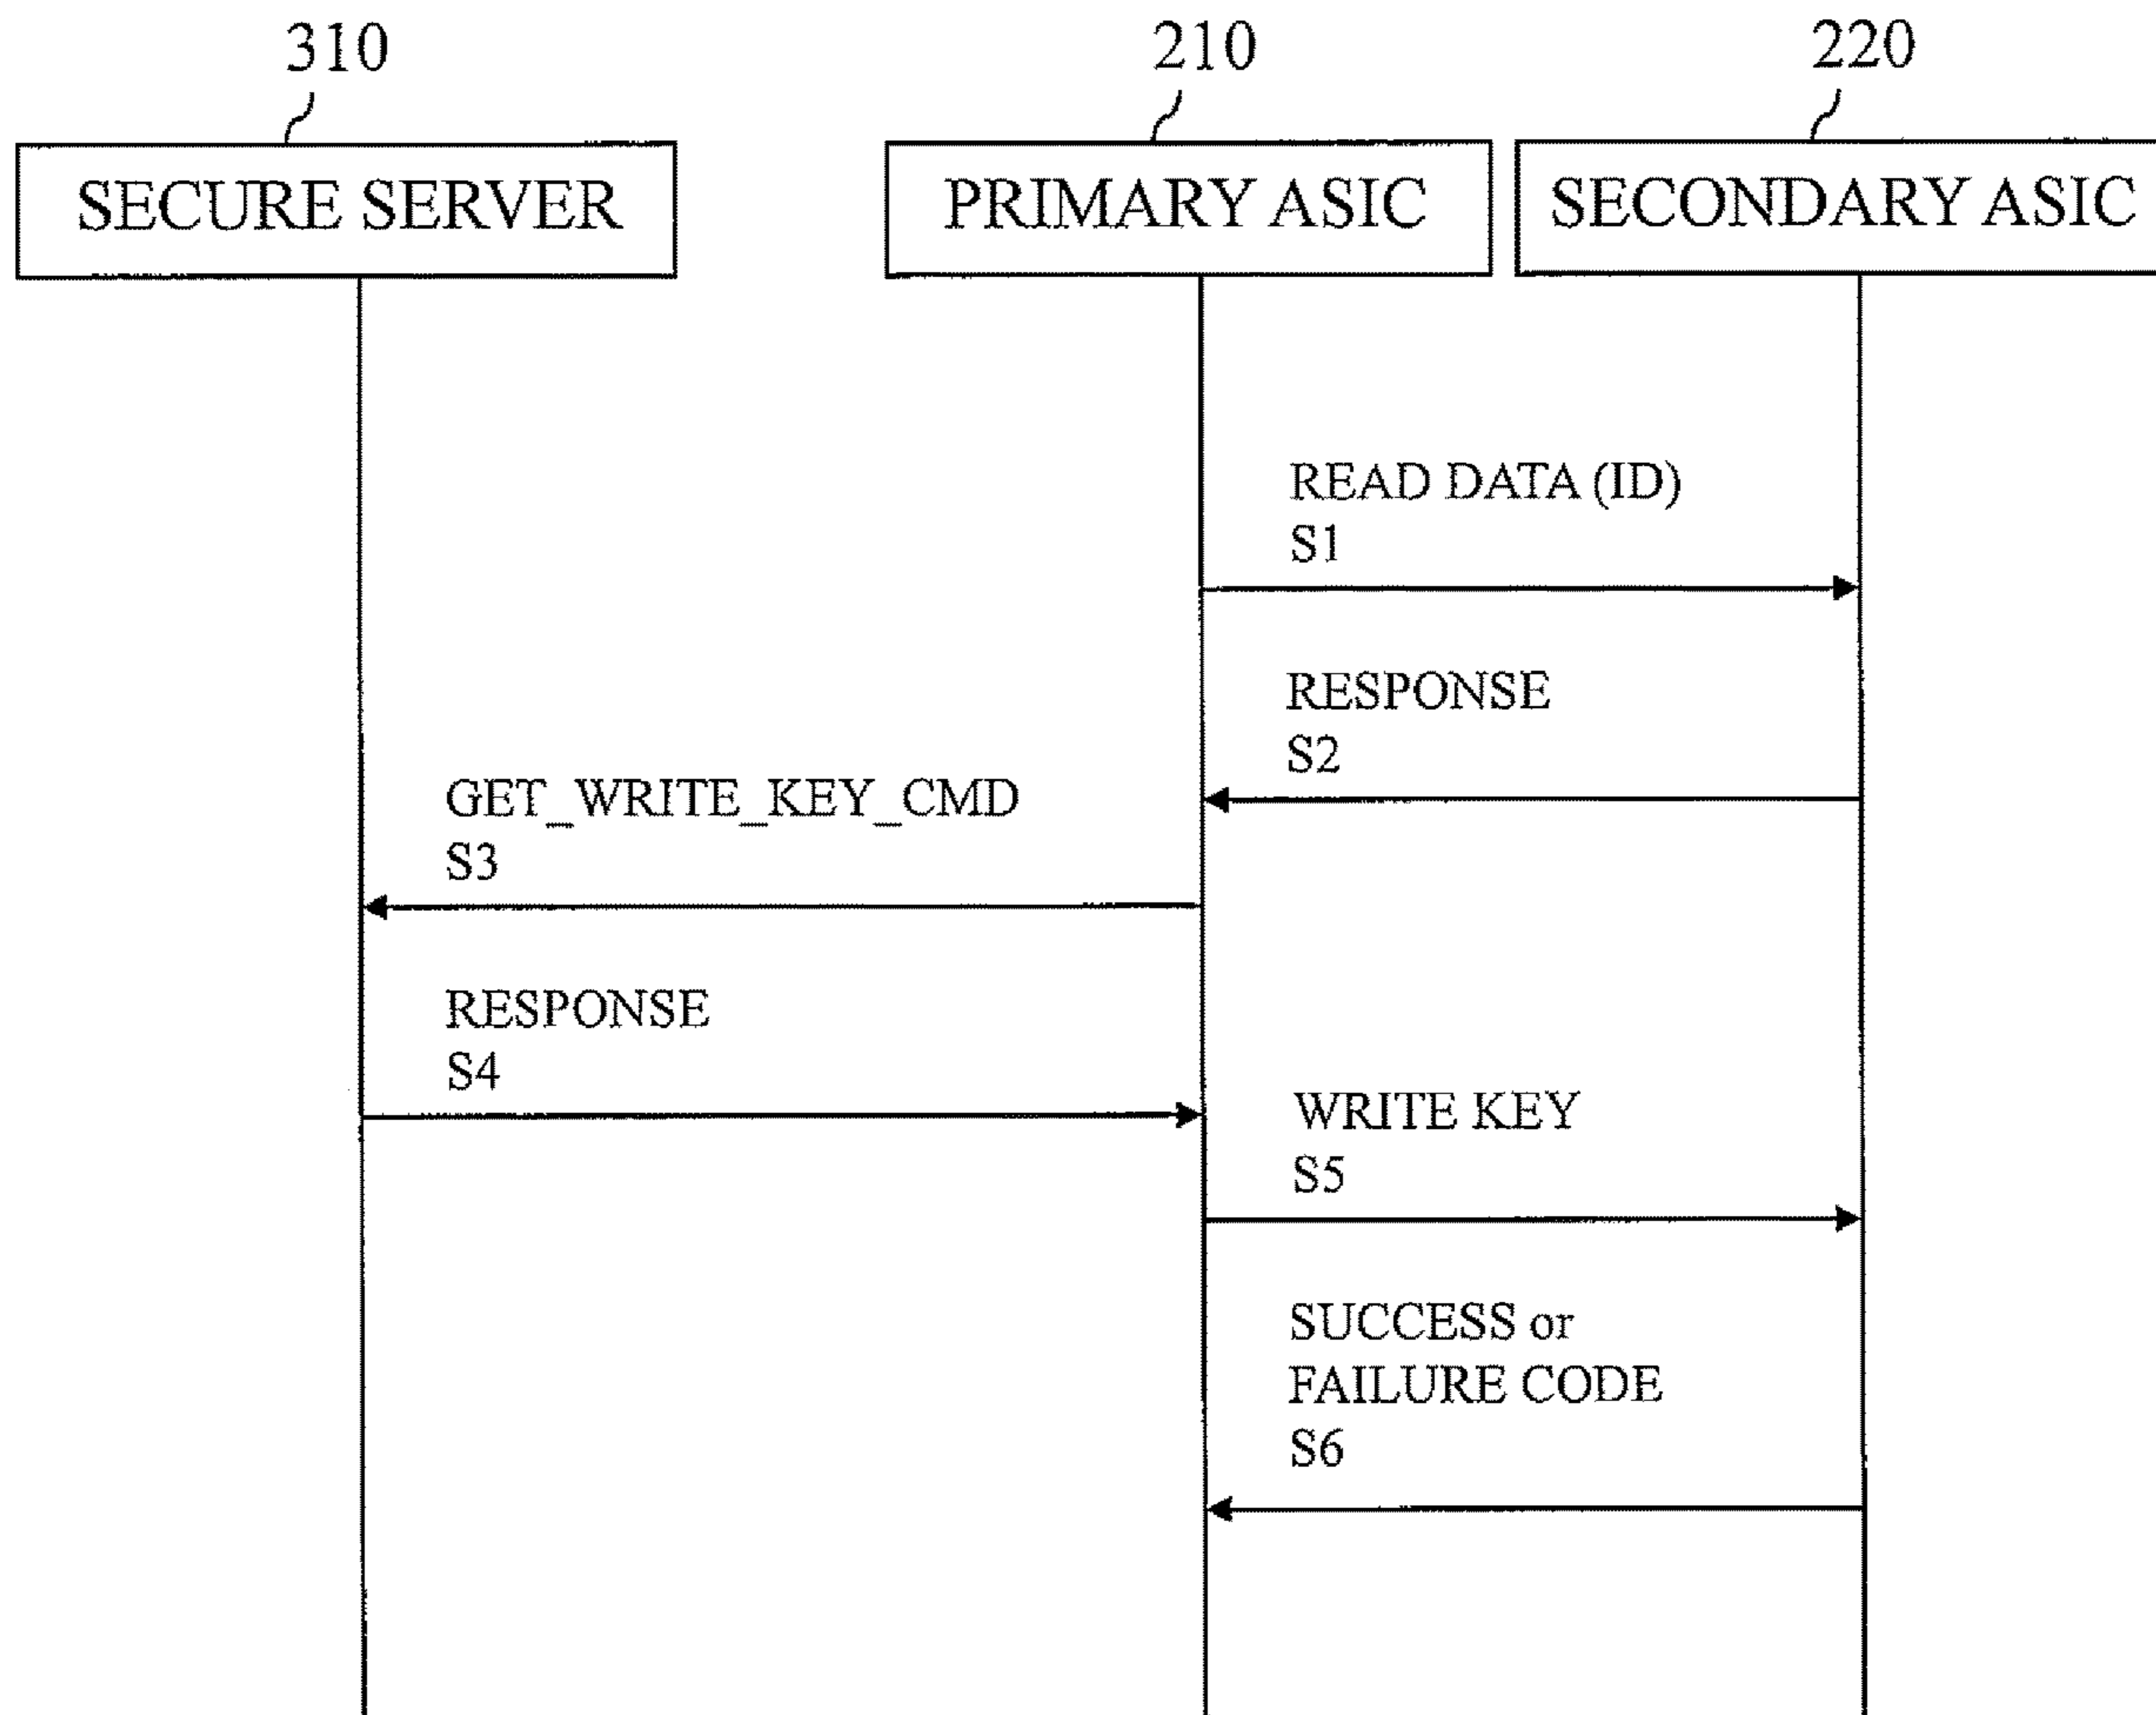 310
210
220
SECURE SERVER
PRIMARY ASIC
SECONDARY ASIC
READ DATA (ID)
S1
RESPONSE
S2
GET_WRITE_KEY_CMD
S3
RESPONSE
S4
WRITE KEY
S5
SUCCESS or
FAILURE CODE
S6